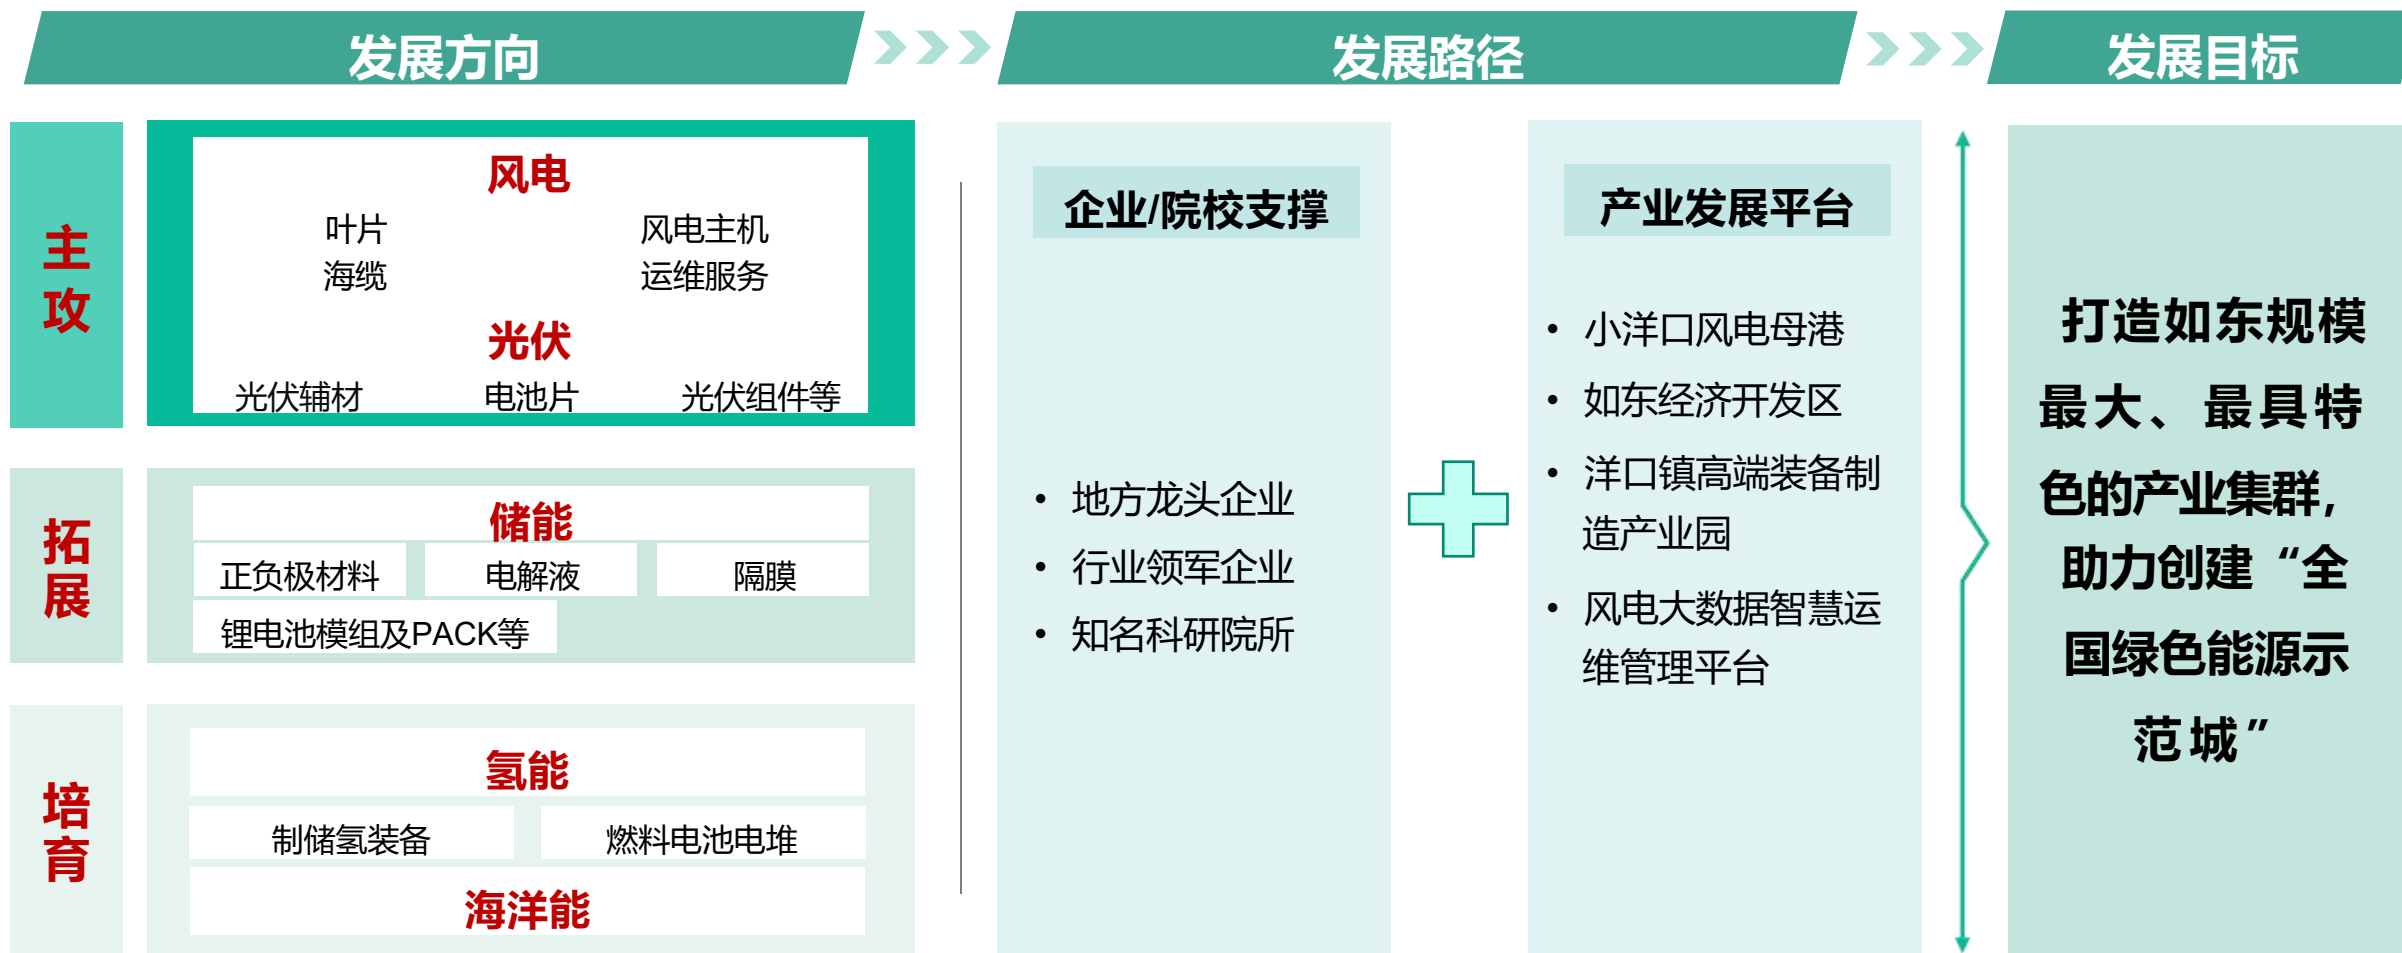 发展方向
发展路径
发展目标
主
攻
风电
叶片
风电主机
海缆
运维服务
光伏
光伏辅材
电池片
光伏组件等
拓
展
储能
正负极材料
电解液
隔膜
锂电池模组及PACK等
培
育
氢能
制储氢装备
燃料电池电堆
海洋能
企业/院校支撑
• 地方龙头企业
• 行业领军企业
• 知名科研院所
产业发展平台
• 小洋口风电母港
• 如东经济开发区
• 洋口镇高端装备制
造产业园
• 风电大数据智慧运
维管理平台
打造如东规模
最大、最具特
色的产业集群，
助力创建“全
国绿色能源示
范城”